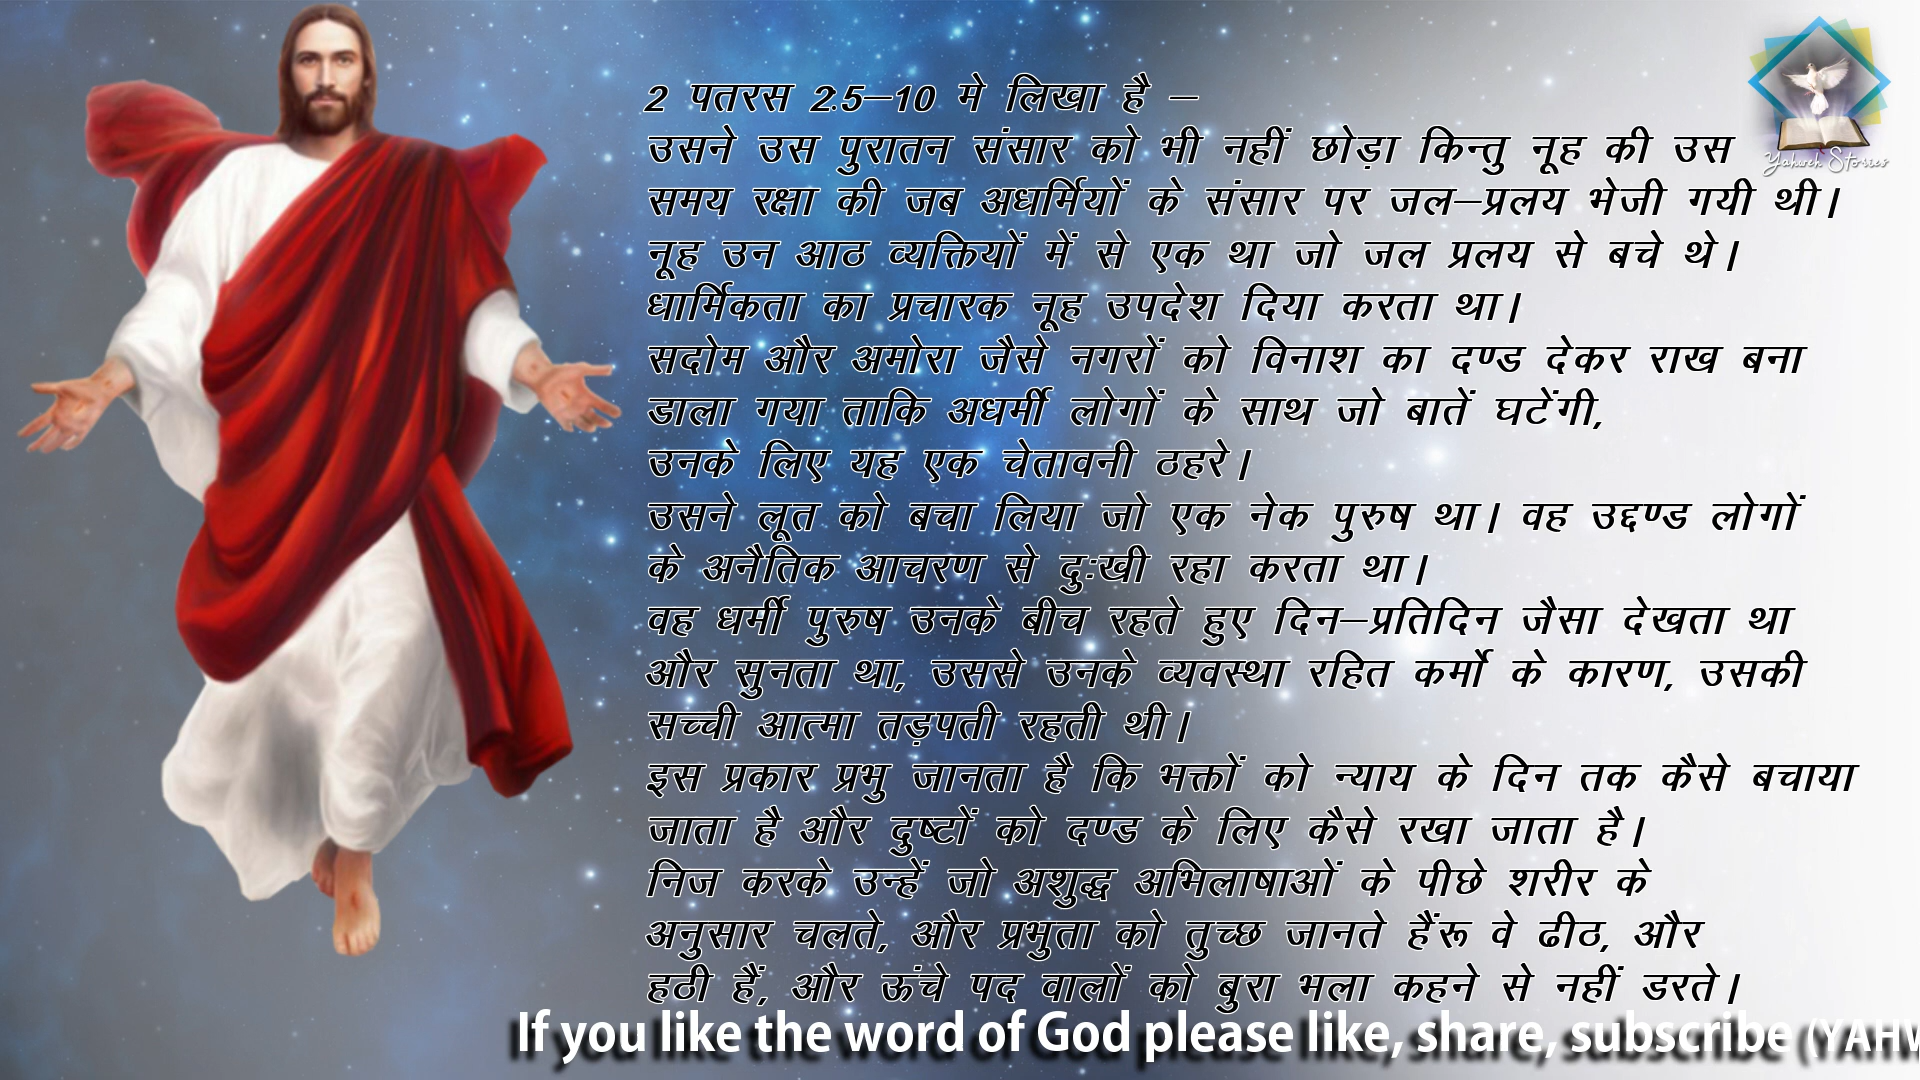 2 पतरस 2:5–10 मे लिखा है –
उसने उस पुरातन संसार को भी नहीं छोड़ा किन्तु नूह की उस
समय रक्षा की जब अधर्मियों के संसार पर जल–प्रलय भेजी गयी थी।
नूह उन आठ व्यक्तियों में से एक था जो जल प्रलय से बचे थे।
धार्मिकता का प्रचारक नूह उपदेश दिया करता था।
सदोम और अमोरा जैसे नगरों को विनाश का दण्ड देकर राख बना
डाला गया ताकि अधर्मी लोगों के साथ जो बातें घटेंगी,
उनके लिए यह एक चेतावनी ठहरे।
उसने लूत को बचा लिया जो एक नेक पुरुष था। वह उद्दण्ड लोगों
के अनैतिक आचरण से दुःखी रहा करता था।
वह धर्मी पुरुष उनके बीच रहते हुए दिन–प्रतिदिन जैसा देखता था
और सुनता था, उससे उनके व्यवस्था रहित कर्मो के कारण, उसकी
सच्ची आत्मा तड़पती रहती थी।
इस प्रकार प्रभु जानता है कि भक्तों को न्याय के दिन तक कैसे बचाया
जाता है और दुष्टों को दण्ड के लिए कैसे रखा जाता है।
निज करके उन्हें जो अशुद्ध अभिलाषाओं के पीछे शरीर के
अनुसार चलते, और प्रभुता को तुच्छ जानते हैंरू वे ढीठ, और
हठी हैं, और ऊंचे पद वालों को बुरा भला कहने से नहीं डरते।
Yahweh Stories
If you like the word of God please like, share, subscribe (YAHW